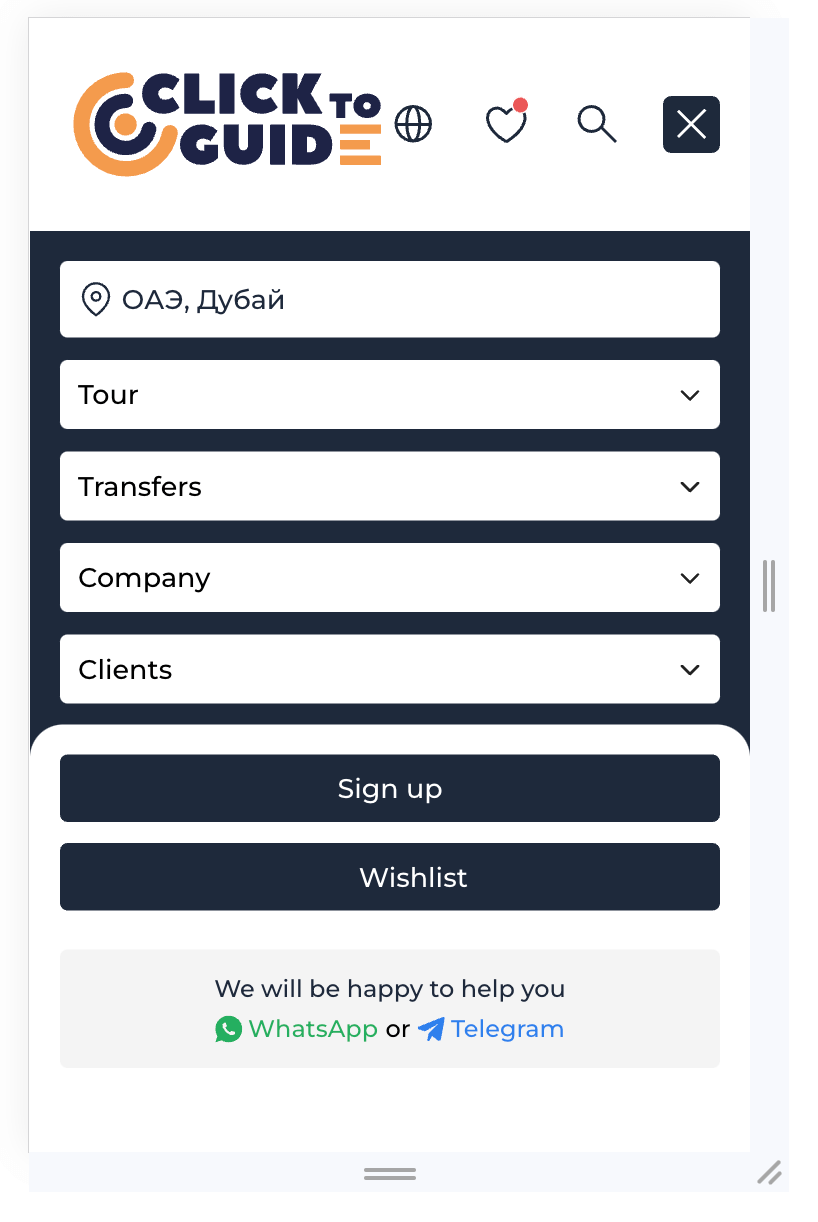 CLICK TO
GUIDE
ОАЭ, Дубай
Tour
Transfers
Company
Clients
Sign up
Wishlist
We will be happy to help you
WhatsApp or Telegram